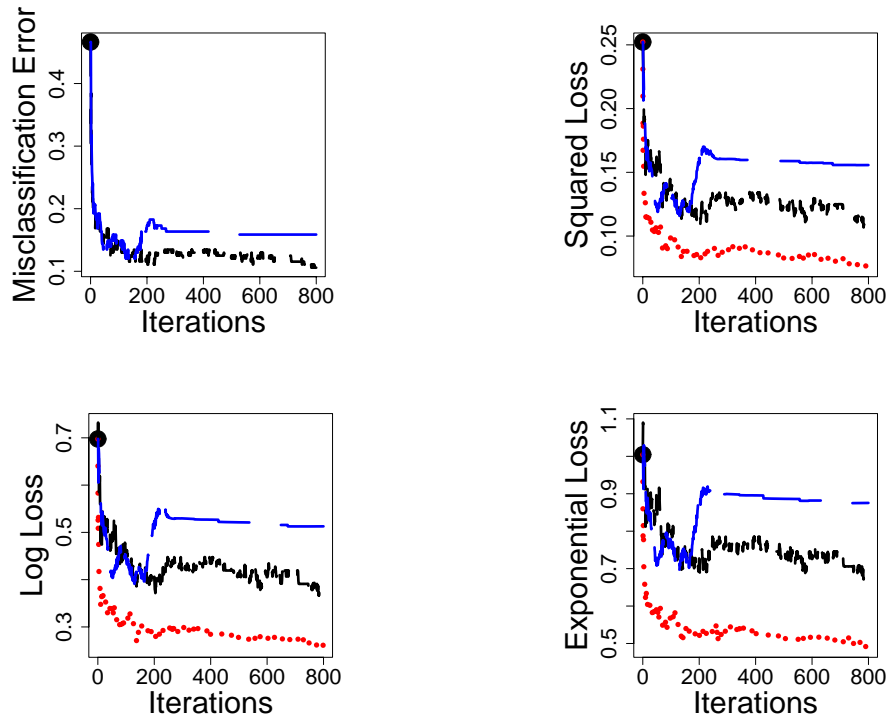 Misclassification Error
0.4
0.3
0.2
0.1
0 200 400 600 800
Iterations
Squared Loss
0.25
0.20
0.15
0.10
0 200 400 600 800
Iterations
Log Loss
0.7
0.5
0.3
0 200 400 600 800
Iterations
Exponential Loss
1.1
0.9
0.7
0.5
0 200 400 600 800
Iterations